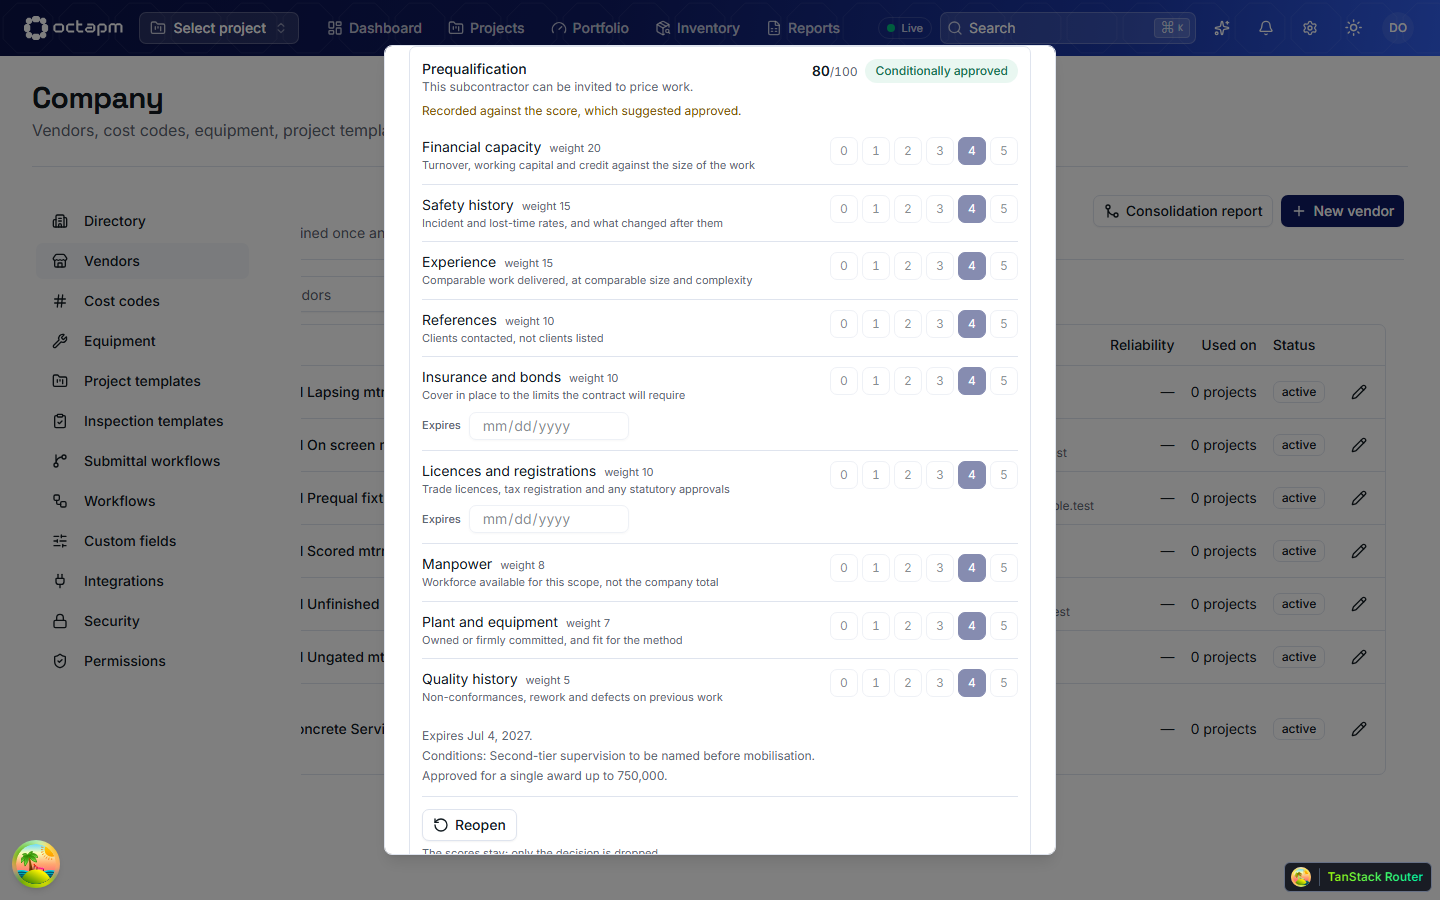 octapm
Select project
Dashboard
Projects
Portfolio
Inventory
Reports
Live
Search
⌘ K
DO
Company
Vendors, cost codes, equipment, project templa
Directory
Vendors
Cost codes
Equipment
Project templates
Inspection templates
Submittal workflows
Workflows
Custom fields
Integrations
Security
Permissions
ined once an
Consolidation report
+ New vendor
dors
Reliability Used on Status
Lapsing mtr — 0 projects active
On screen r st — 0 projects active
Prequal fixt ple.test — 0 projects active
Scored mtr — 0 projects active
Unfinished est — 0 projects active
Ungated mt — 0 projects active
oncrete Servi — 0 projects active
Prequalification 80/100 Conditionally approved
This subcontractor can be invited to price work.
Recorded against the score, which suggested approved.
Financial capacity weight 20 0 1 2 3 4 5
Turnover, working capital and credit against the size of the work
Safety history weight 15 0 1 2 3 4 5
Incident and lost-time rates, and what changed after them
Experience weight 15 0 1 2 3 4 5
Comparable work delivered, at comparable size and complexity
References weight 10 0 1 2 3 4 5
Clients contacted, not clients listed
Insurance and bonds weight 10 0 1 2 3 4 5
Cover in place to the limits the contract will require
Expires mm/dd/yyyy
Licences and registrations weight 10 0 1 2 3 4 5
Trade licences, tax registration and any statutory approvals
Expires mm/dd/yyyy
Manpower weight 8 0 1 2 3 4 5
Workforce available for this scope, not the company total
Plant and equipment weight 7 0 1 2 3 4 5
Owned or firmly committed, and fit for the method
Quality history weight 5 0 1 2 3 4 5
Non-conformances, rework and defects on previous work
Expires Jul 4, 2027.
Conditions: Second-tier supervision to be named before mobilisation.
Approved for a single award up to 750,000.
Reopen
The scores stay; only the decision is dropped.
TanStack Router